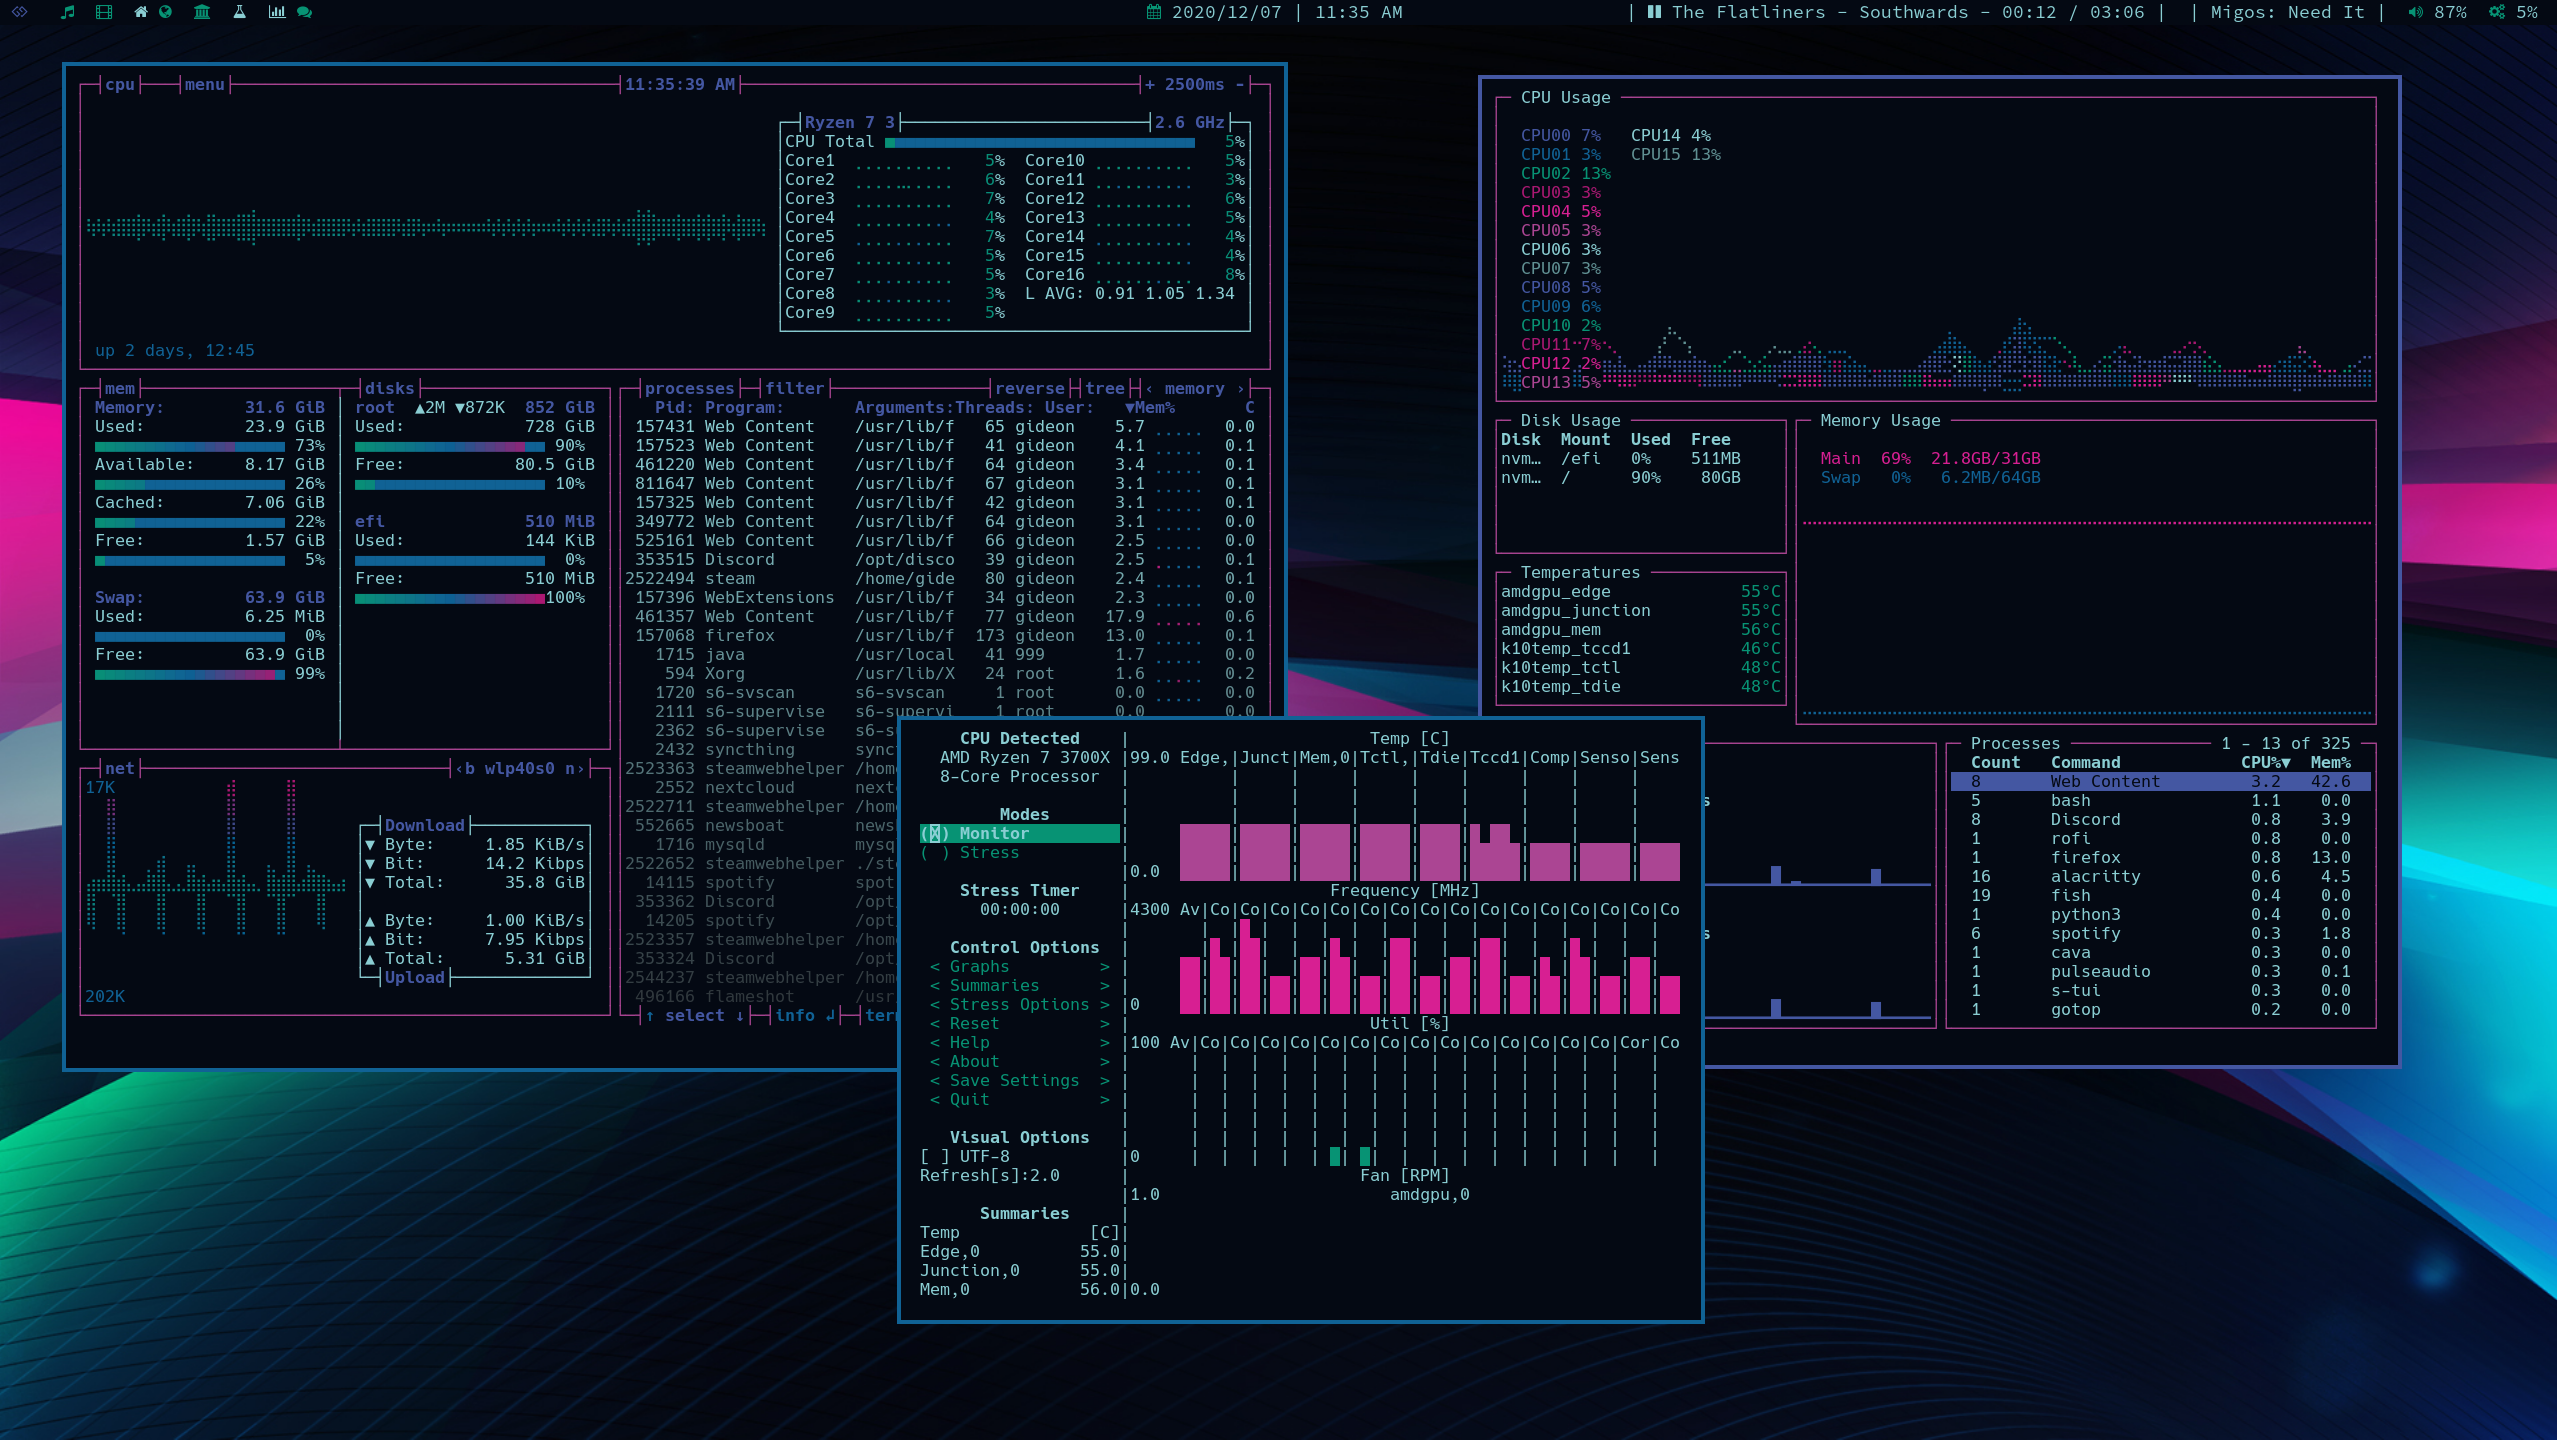 2020/12/07 | 11:35 AM
| The Flatliners - Southwards - 00:12 / 03:06 | | Migos: Need It | 87% 5%
cpu menu 11:35:39 AM + 2500ms -
Ryzen 7 3 2.6 GHz
CPU Total 5%
Core1 5% Core10 5%
Core2 6% Core11 3%
Core3 7% Core12 6%
Core4 4% Core13 5%
Core5 7% Core14 4%
Core6 5% Core15 4%
Core7 5% Core16 8%
Core8 3% L AVG: 0.91 1.05 1.34
Core9 5%
up 2 days, 12:45
mem
Memory: 31.6 GiB
Used: 23.9 GiB
73%
Available: 8.17 GiB
26%
Cached: 7.06 GiB
22%
Free: 1.57 GiB
5%
Swap: 63.9 GiB
Used: 6.25 MiB
0%
Free: 63.9 GiB
99%
disks
root ▲2M ▼872K 852 GiB
Used: 728 GiB
90%
Free: 80.5 GiB
10%
efi 510 MiB
Used: 144 KiB
0%
Free: 510 MiB
100%
processes filter reverse tree ‹ memory ›
Pid: Program: Arguments:Threads: User: ▼Mem% C
157431 Web Content /usr/lib/f 65 gideon 5.7 0.0
157523 Web Content /usr/lib/f 41 gideon 4.1 0.1
461220 Web Content /usr/lib/f 64 gideon 3.4 0.1
811647 Web Content /usr/lib/f 67 gideon 3.1 0.1
157325 Web Content /usr/lib/f 42 gideon 3.1 0.1
349772 Web Content /usr/lib/f 64 gideon 3.1 0.0
525161 Web Content /usr/lib/f 66 gideon 2.5 0.0
353515 Discord /opt/disco 39 gideon 2.5 0.1
2522494 steam /home/gide 80 gideon 2.4 0.1
157396 WebExtensions /usr/lib/f 34 gideon 2.3 0.0
461357 Web Content /usr/lib/f 77 gideon 17.9 0.6
157068 firefox /usr/lib/f 173 gideon 13.0 0.1
1715 java /usr/local 41 999 1.7 0.0
594 Xorg /usr/lib/X 24 root 1.6 0.2
1720 s6-svscan s6-svscan 1 root 0.0 0.0
2111 s6-supervise s6-supervi 1 root 0.0 0.0
2362 s6-supervise s6-s
2432 syncthing sync
2523363 steamwebhelper /hom
2552 nextcloud next
2522711 steamwebhelper /hom
552665 newsboat news
1716 mysqld mysq
2522652 steamwebhelper ./st
14115 spotify spot
353362 Discord /opt
14205 spotify /opt
2523357 steamwebhelper /hom
353324 Discord /opt
2544237 steamwebhelper /hom
496166 flameshot /usr
↑ select ↓ info ↲ ter
net ‹b wlp40s0 n›
17K
Download
▼ Byte: 1.85 KiB/s
▼ Bit: 14.2 Kibps
▼ Total: 35.8 GiB
▲ Byte: 1.00 KiB/s
▲ Bit: 7.95 Kibps
▲ Total: 5.31 GiB
Upload
202K
CPU Usage
CPU00 7% CPU14 4%
CPU01 3% CPU15 13%
CPU02 13%
CPU03 3%
CPU04 5%
CPU05 3%
CPU06 3%
CPU07 3%
CPU08 5%
CPU09 6%
CPU10 2%
CPU11 7%
CPU12 2%
CPU13 5%
Disk Usage
Disk Mount Used Free
nvm… /efi 0% 511MB
nvm… / 90% 80GB
Memory Usage
Main 69% 21.8GB/31GB
Swap 0% 6.2MB/64GB
Temperatures
amdgpu_edge 55°C
amdgpu_junction 55°C
amdgpu_mem 56°C
k10temp_tccd1 46°C
k10temp_tctl 48°C
k10temp_tdie 48°C
s
s
Processes 1 - 13 of 325
Count Command CPU%▼ Mem%
8 Web Content 3.2 42.6
5 bash 1.1 0.0
8 Discord 0.8 3.9
1 rofi 0.8 0.0
1 firefox 0.8 13.0
16 alacritty 0.6 4.5
19 fish 0.4 0.0
1 python3 0.4 0.0
6 spotify 0.3 1.8
1 cava 0.3 0.0
1 pulseaudio 0.3 0.1
1 s-tui 0.3 0.0
1 gotop 0.2 0.0
CPU Detected
AMD Ryzen 7 3700X
8-Core Processor
Modes
(X) Monitor
( ) Stress
Stress Timer
00:00:00
Control Options
< Graphs >
< Summaries >
< Stress Options >
< Reset >
< Help >
< About >
< Save Settings >
< Quit >
Visual Options
[ ] UTF-8
Refresh[s]:2.0
Summaries
Temp [C]
Edge,0 55.0
Junction,0 55.0
Mem,0 56.0
Temp [C]
99.0 Edge,|Junct|Mem,0|Tctl,|Tdie|Tccd1|Comp|Senso|Sens
0.0
Frequency [MHz]
4300 Av|Co|Co|Co|Co|Co|Co|Co|Co|Co|Co|Co|Co|Co|Co|Co|Co
0
Util [%]
100 Av|Co|Co|Co|Co|Co|Co|Co|Co|Co|Co|Co|Co|Co|Co|Cor|Co
0
Fan [RPM]
1.0 amdgpu,0
0.0